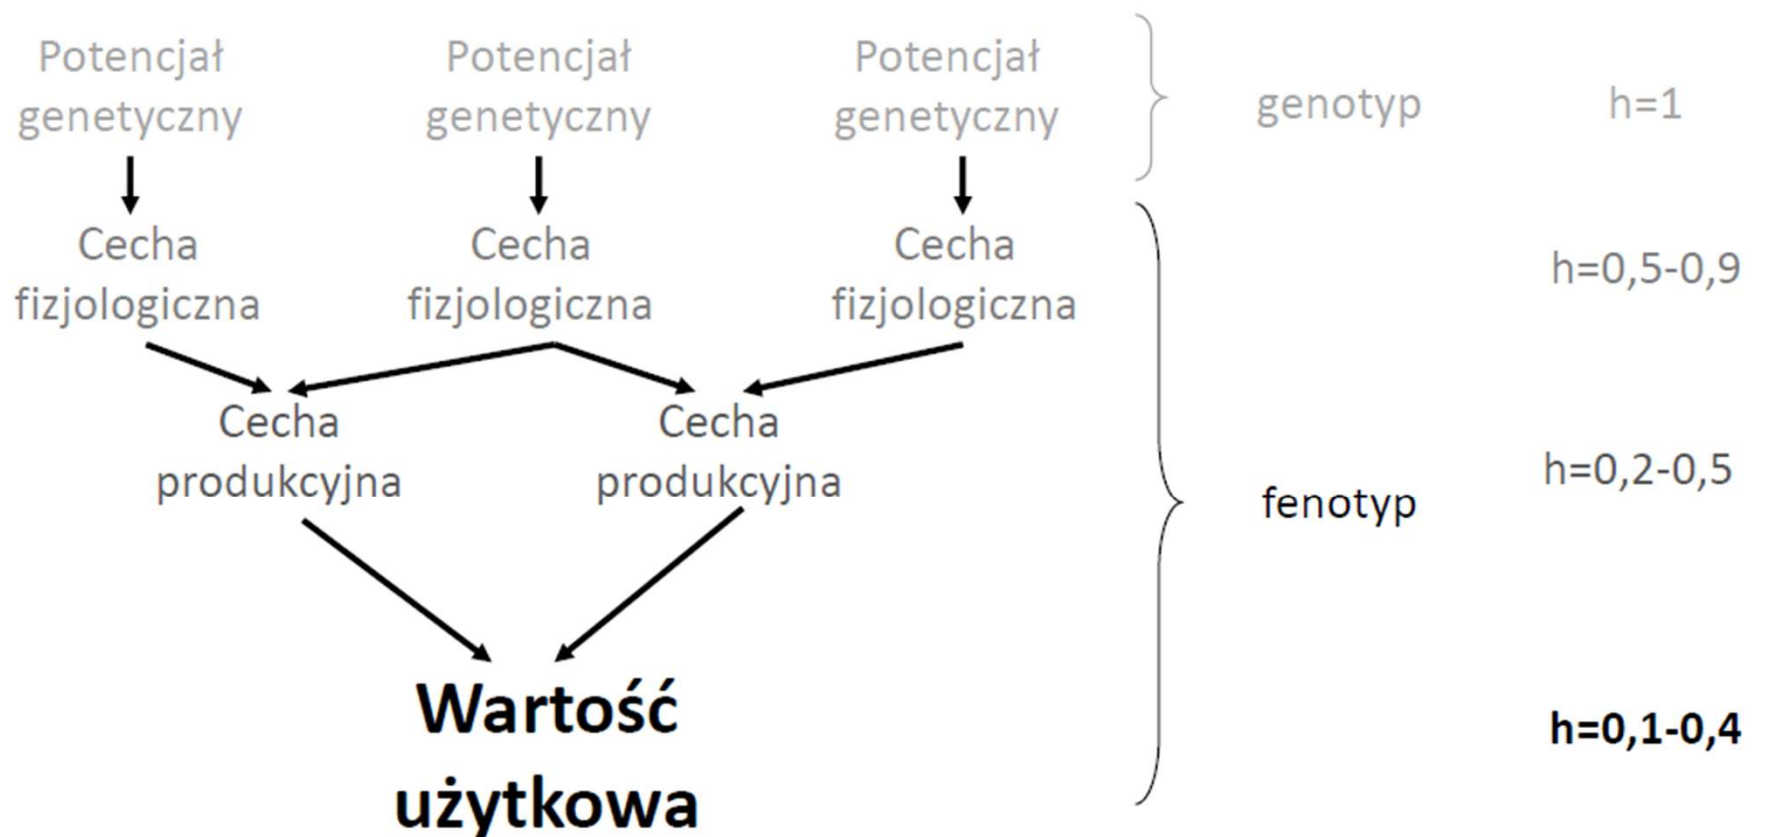 Potencjał
genetyczny
Potencjał
genetyczny
Potencjał
genetyczny
genotyp
h=1
Cecha
fizjologiczna
Cecha
fizjologiczna
Cecha
fizjologiczna
h=0,5-0,9
Cecha
produkcyjna
Cecha
produkcyjna
h=0,2-0,5
fenotyp
Wartość
użytkowa
h=0,1-0,4